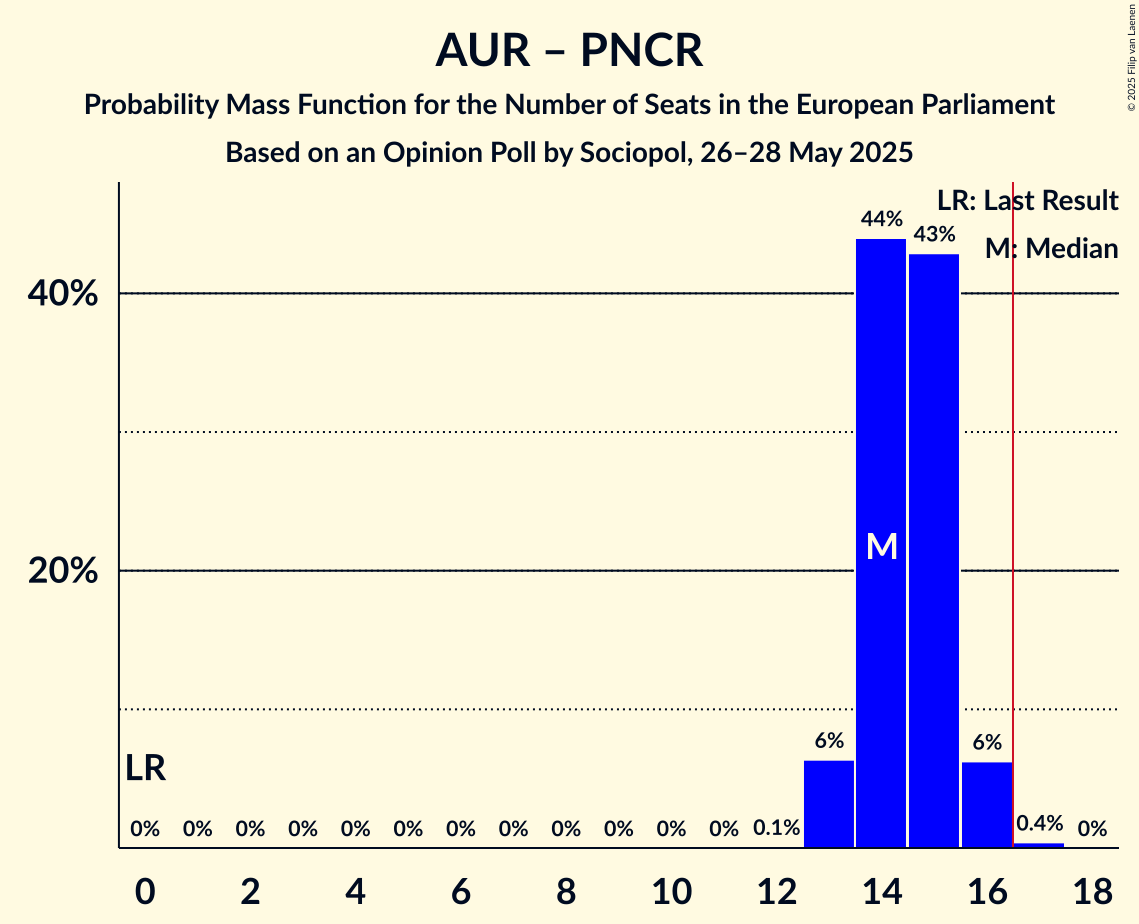 AUR – PNCR
Probability Mass Function for the Number of Seats in the European Parliament
Based on an Opinion Poll by Sociopol, 26–28 May 2025
© 2025 Filip van Laenen
LR: Last Result
M: Median
44%
43%
40%
20%
M
6%
6%
LR
0% 0% 0% 0% 0% 0% 0% 0% 0% 0% 0% 0% 0.1% 0.4% 0%
0 2 4 6 8 10 12 14 16 18